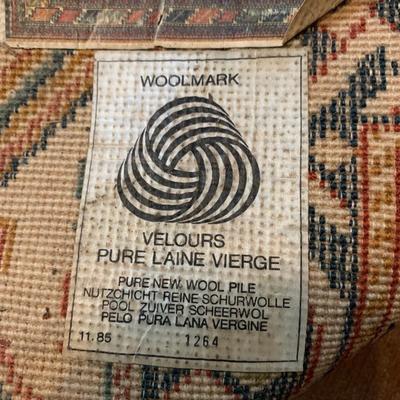 WOOLMARK
VELOURS
PURE LAINE VIERGE
PURE NEW WOOL PILE
NUTZCHICHT REINE SCHURWOLLE
POOL ZUIVER SCHEERWOL
PELO PURA LANA VERGINE
11.85 1264